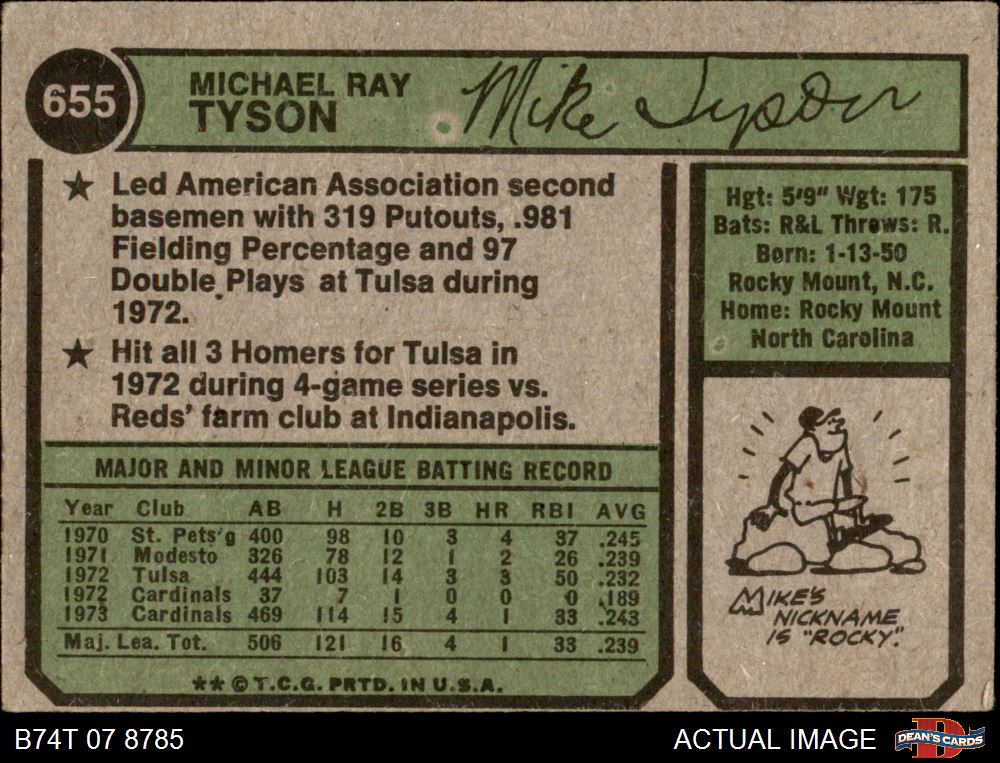 655
MICHAEL RAY
TYSON
Mike Tyson
★ Led American Association second
basemen with 319 Putouts, .981
Fielding Percentage and 97
Double Plays at Tulsa during
1972.
★ Hit all 3 Homers for Tulsa in
1972 during 4-game series vs.
Reds' farm club at Indianapolis.
Hgt: 5'9" Wgt: 175
Bats: R&L Throws: R.
Born: 1-13-50
Rocky Mount, N.C.
Home: Rocky Mount
North Carolina
MAJOR AND MINOR LEAGUE BATTING RECORD
Year Club AB H 2B 3B HR RBI AVG
1970 St. Pets'g 400 98 10 3 4 37 .245
1971 Modesto 326 78 12 1 2 26 .239
1972 Tulsa 444 103 14 3 3 50 .232
1972 Cardinals 37 7 1 0 0 0 .189
1973 Cardinals 469 114 15 4 1 33 .243
Maj. Lea. Tot. 506 121 16 4 1 33 .239
★★ © T.C.G. PRTD. IN U.S.A.
MIKE'S
NICKNAME
IS "ROCKY".
B74T 07 8785
ACTUAL IMAGE
DEAN'S CARDS